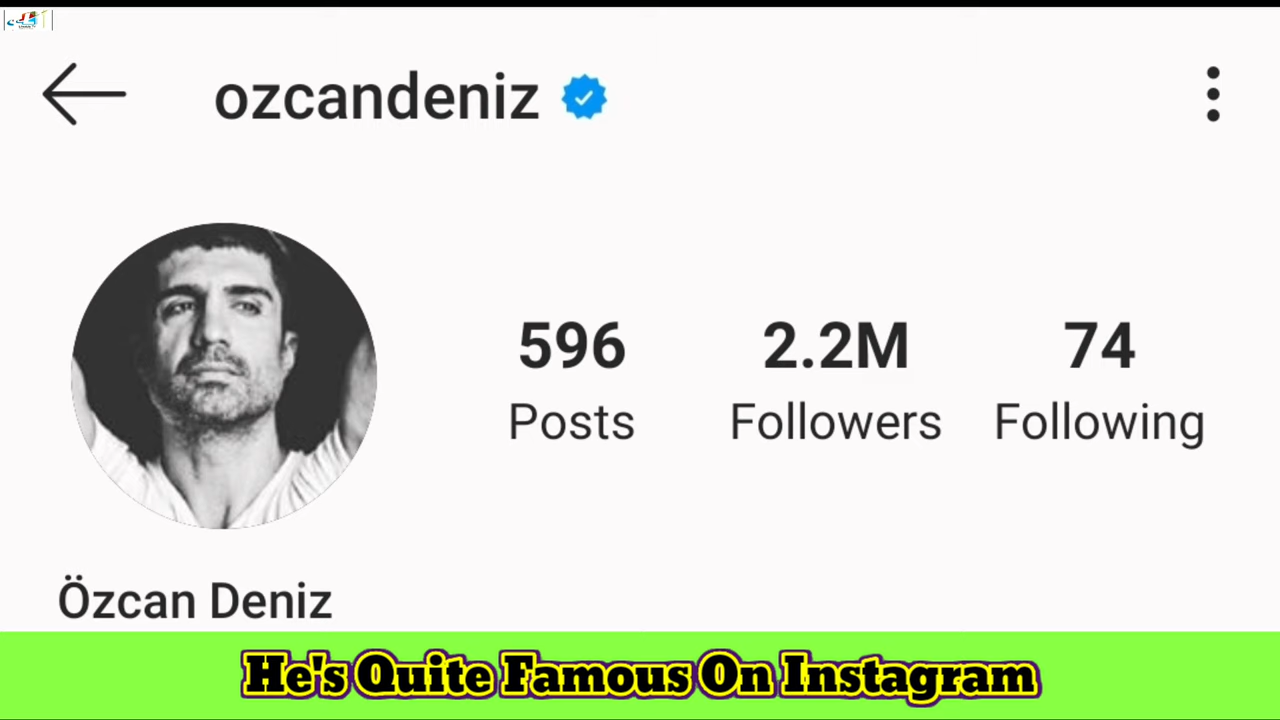 ozcandeniz
596 2.2M 74
Posts Followers Following
Özcan Deniz
He's Quite Famous On Instagram